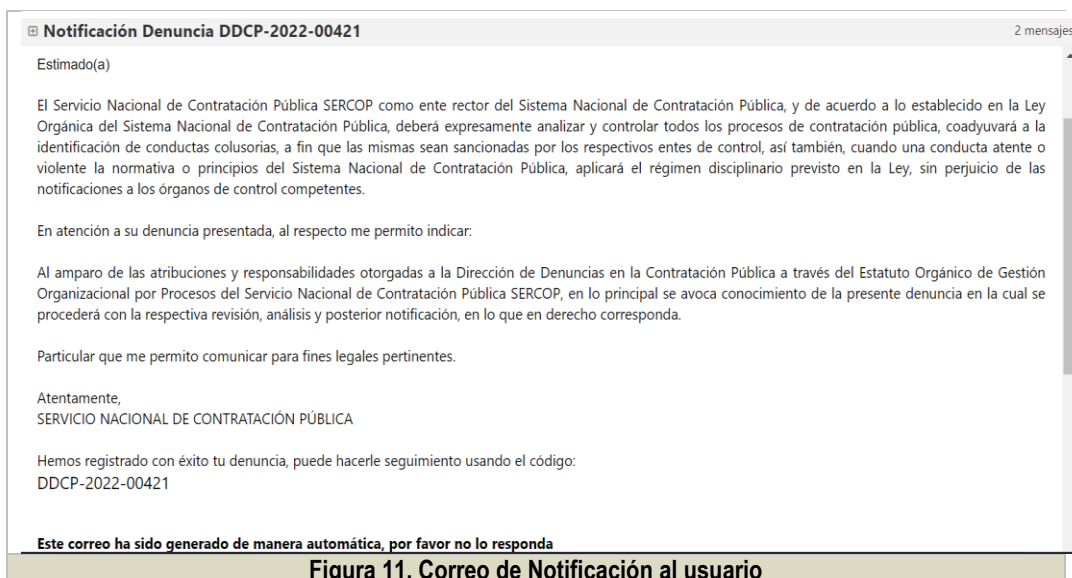 Notificación Denuncia DDCP-2022-00421
2 mensajes
Estimado(a)
El Servicio Nacional de Contratación Pública SERCOP como ente rector del Sistema Nacional de Contratación Pública, y de acuerdo a lo establecido en la Ley
Orgánica del Sistema Nacional de Contratación Pública, deberá expresamente analizar y controlar todos los procesos de contratación pública, coadyuvará a la
identificación de conductas colusorias, a fin que las mismas sean sancionadas por los respectivos entes de control, así también, cuando una conducta atente o
violente la normativa o principios del Sistema Nacional de Contratación Pública, aplicará el régimen disciplinario previsto en la Ley, sin perjuicio de las
notificaciones a los órganos de control competentes.
En atención a su denuncia presentada, al respecto me permito indicar:
Al amparo de las atribuciones y responsabilidades otorgadas a la Dirección de Denuncias en la Contratación Pública a través del Estatuto Orgánico de Gestión
Organizacional por Procesos del Servicio Nacional de Contratación Pública SERCOP, en lo principal se avoca conocimiento de la presente denuncia en la cual se
procederá con la respectiva revisión, análisis y posterior notificación, en lo que en derecho corresponda.
Particular que me permito comunicar para fines legales pertinentes.
Atentamente,
SERVICIO NACIONAL DE CONTRATACIÓN PÚBLICA
Hemos registrado con éxito tu denuncia, puede hacerle seguimiento usando el código:
DDCP-2022-00421
Este correo ha sido generado de manera automática, por favor no lo responda
Figura 11. Correo de Notificación al usuario